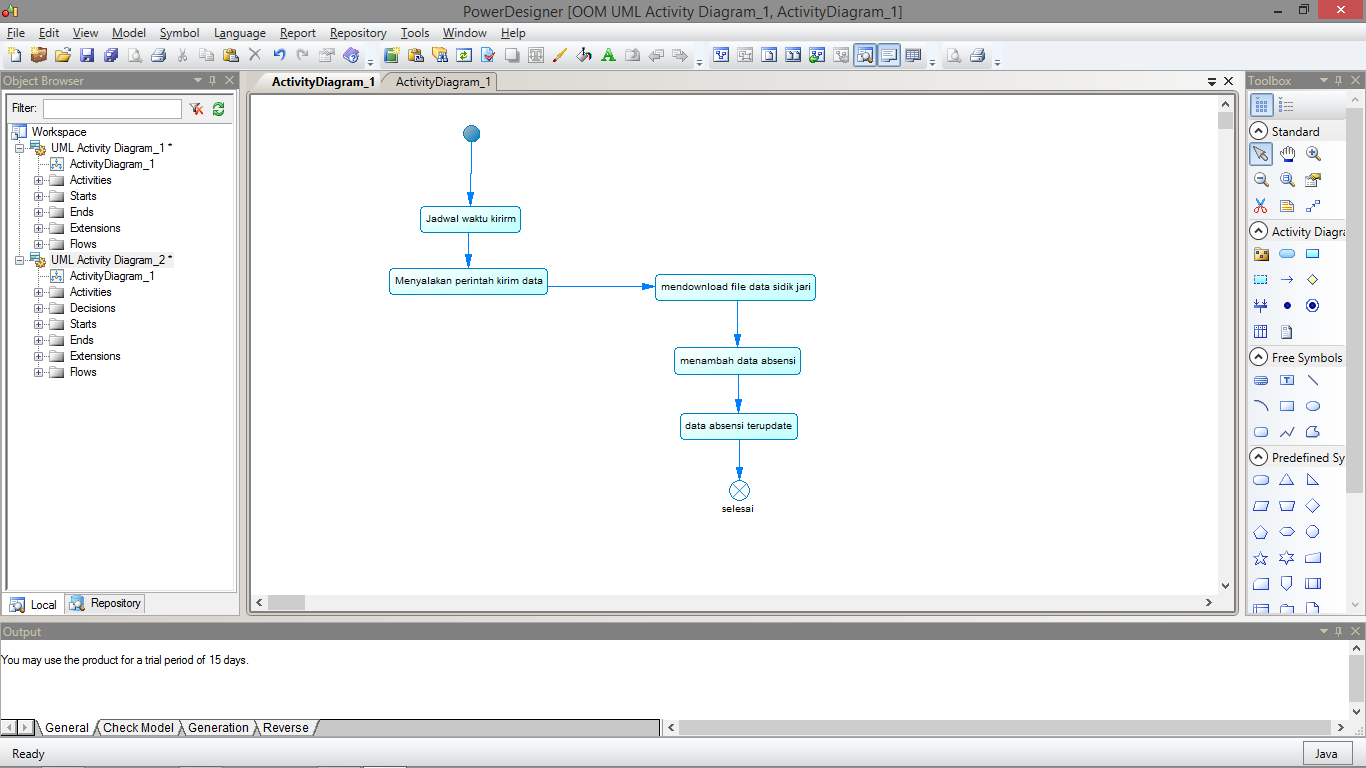 PowerDesigner [OOM UML Activity Diagram_1, ActivityDiagram_1]
File Edit View Model Symbol Language Report Repository Tools Window Help
Object Browser
Filter:
Workspace
UML Activity Diagram_1 *
ActivityDiagram_1
Activities
Starts
Ends
Extensions
Flows
UML Activity Diagram_2 *
ActivityDiagram_1
Activities
Decisions
Starts
Ends
Extensions
Flows
Local Repository
ActivityDiagram_1 ActivityDiagram_1
Jadwal waktu kirirm
Menyalakan perintah kirim data
mendownload file data sidik jari
menambah data absensi
data absensi terupdate
selesai
Toolbox
Standard
Activity Diagra
Free Symbols
Predefined Sy
Output
You may use the product for a trial period of 15 days.
General Check Model Generation Reverse
Ready
Java